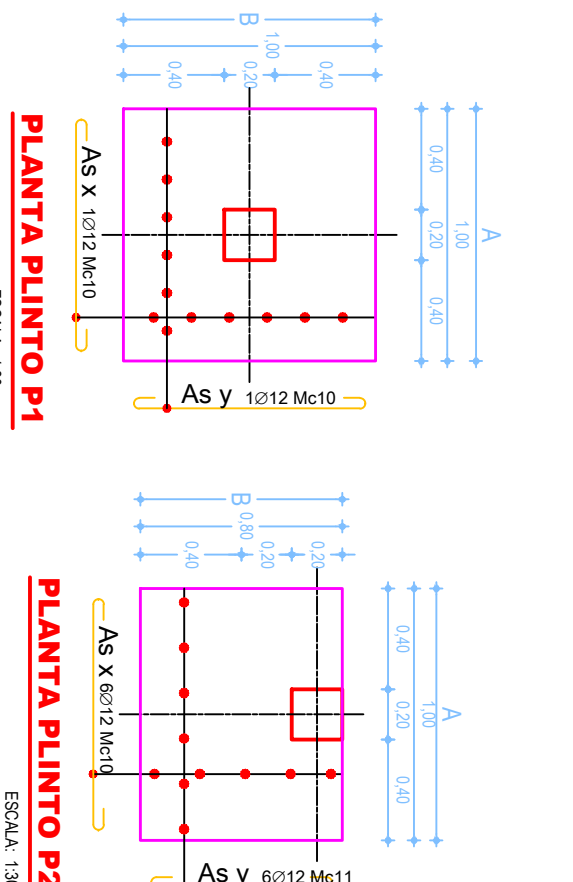 A
1,00
0,40
0,20
0,40
B
1,00
0,40
0,20
0,40
As x 1Ø12 Mc10
As y 1Ø12 Mc10
PLANTA PLINTO P1
A
1,00
0,40
0,20
0,40
B
0,80
0,20
0,20
0,40
As x 6Ø12 Mc10
As y 6Ø12 Mc11
PLANTA PLINTO P2
ESCALA: 1:30